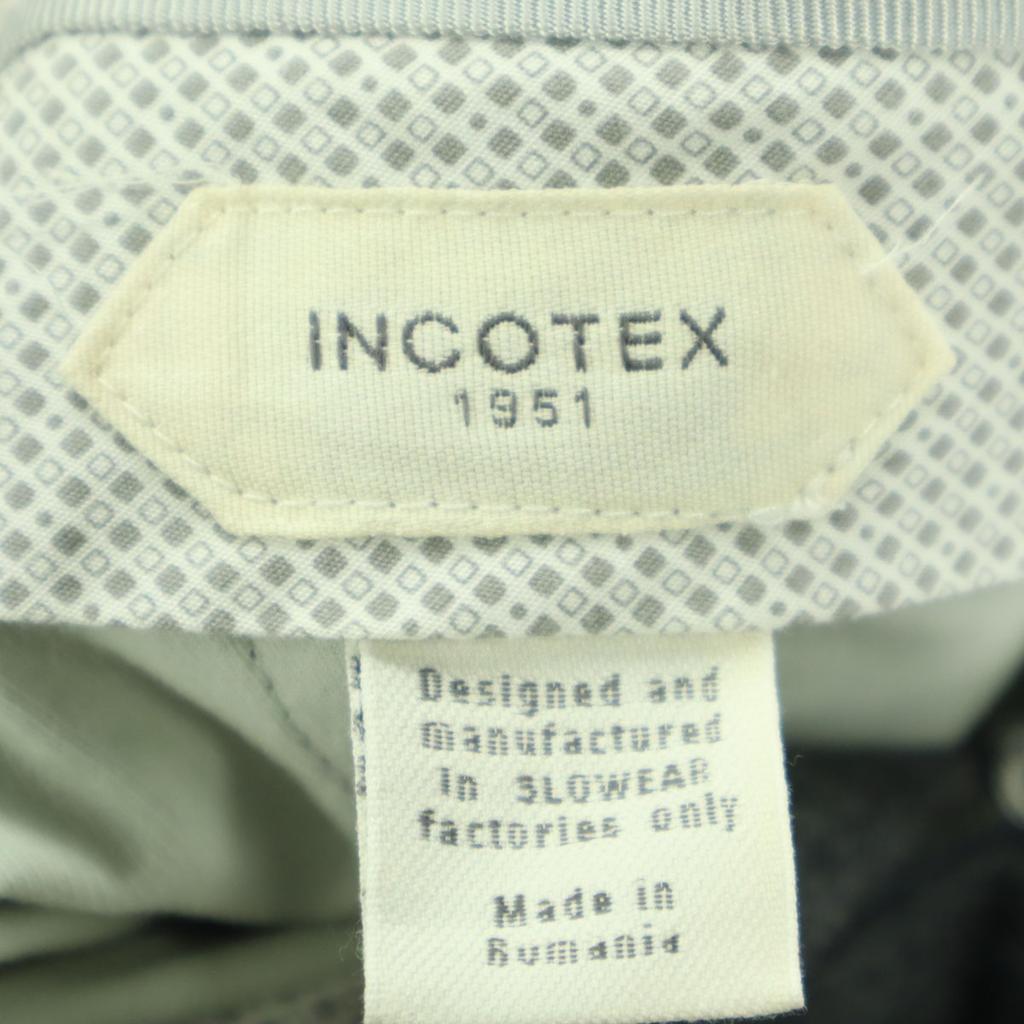 INCOTEX
1951
Designed and
manufactured
in SLOWEAR
factories only
Made in
Rumania